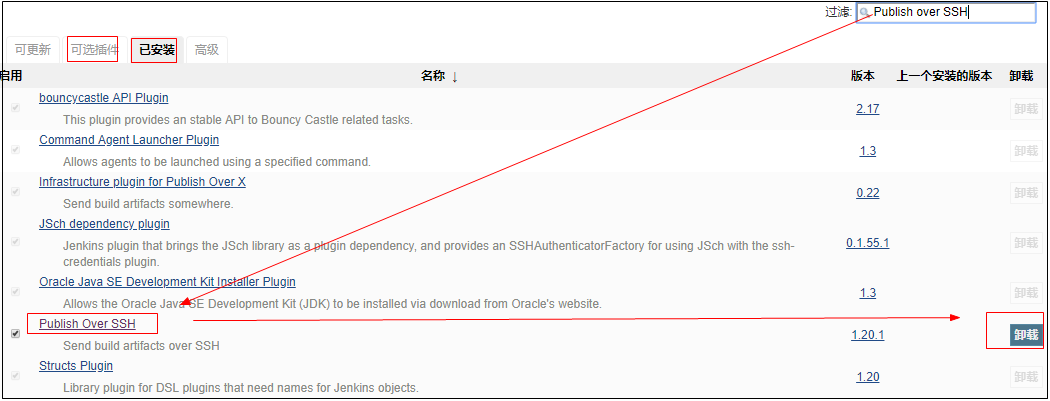 过滤: Publish over SSH
可更新 可选插件 已安装 高级
启用 名称 ↓ 版本 上一个安装的版本 卸载
bouncycastle API Plugin
This plugin provides an stable API to Bouncy Castle related tasks.
2.17 卸载
Command Agent Launcher Plugin
Allows agents to be launched using a specified command.
1.3 卸载
Infrastructure plugin for Publish Over X
Send build artifacts somewhere.
0.22 卸载
JSch dependency plugin
Jenkins plugin that brings the JSch library as a plugin dependency, and provides an SSHAuthenticatorFactory for using JSch with the ssh-
credentials plugin.
0.1.55.1 卸载
Oracle Java SE Development Kit Installer Plugin
Allows the Oracle Java SE Development Kit (JDK) to be installed via download from Oracle's website.
1.3 卸载
Publish Over SSH
Send build artifacts over SSH
1.20.1 卸载
Structs Plugin
Library plugin for DSL plugins that need names for Jenkins objects.
1.20 卸载